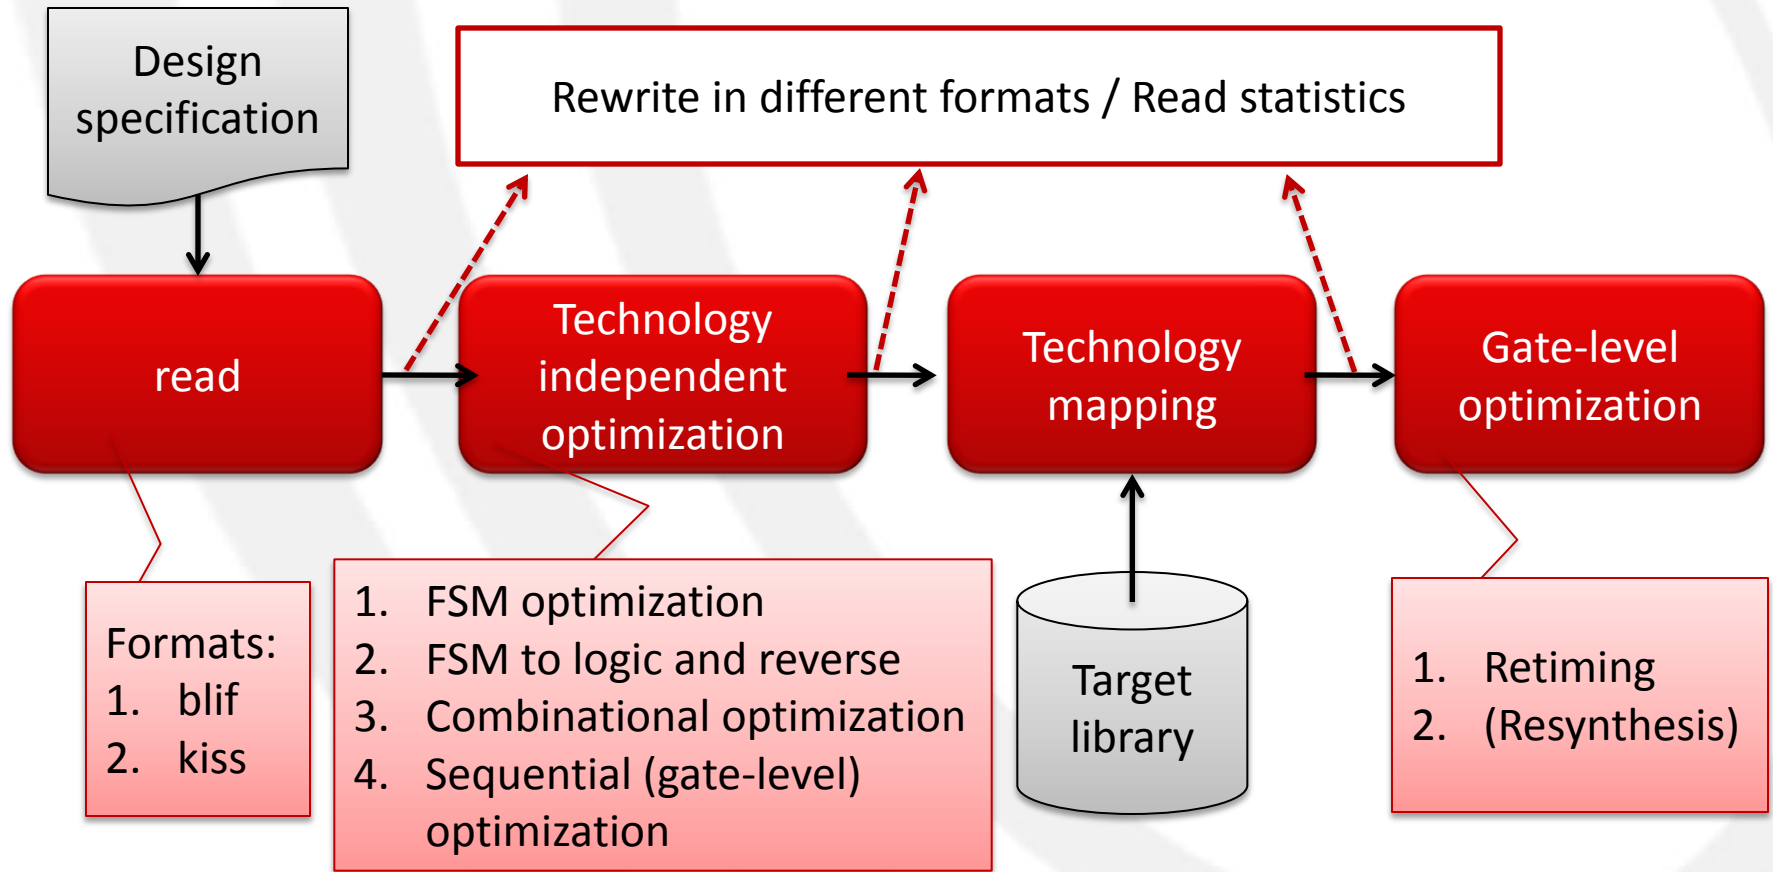 Design
specification
Rewrite in different formats / Read statistics
read
Technology
independent
optimization
Technology
mapping
Gate-level
optimization
Formats:
1. blif
2. kiss
1. FSM optimization
2. FSM to logic and reverse
3. Combinational optimization
4. Sequential (gate-level)
optimization
Target
library
1. Retiming
2. (Resynthesis)